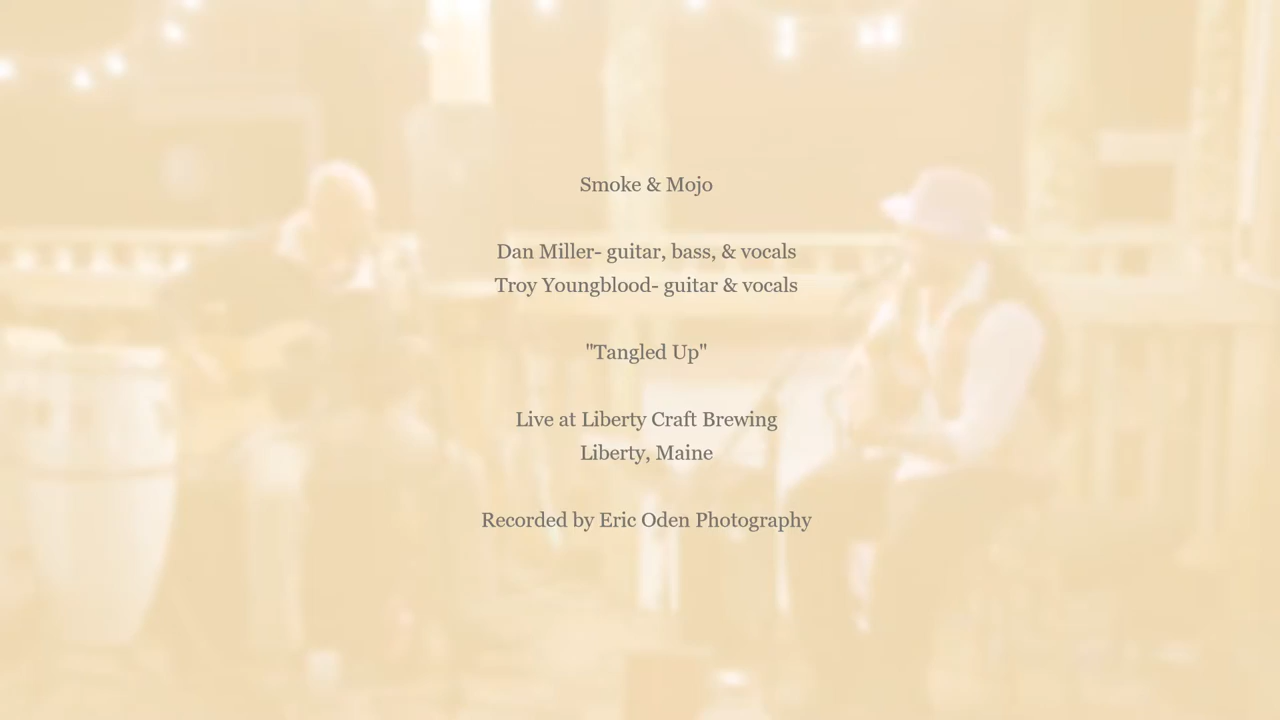 Smoke & Mojo
Dan Miller- guitar, bass, & vocals
Troy Youngblood- guitar & vocals
"Tangled Up"
Live at Liberty Craft Brewing
Liberty, Maine
Recorded by Eric Oden Photography